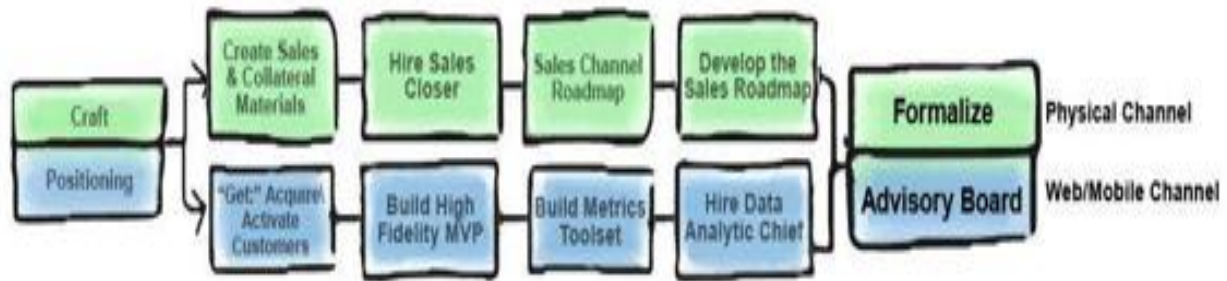 Craft
Positioning
Create Sales
& Collateral
Materials
Hire Sales
Closer
Sales Channel
Roadmap
Develop the
Sales Roadmap
"Get:" Acquire\
Activate
Customers
Build High
Fidelity MVP
Build Metrics
Toolset
Hire Data
Analytic Chief
Formalize
Advisory Board
Physical Channel
Web/Mobile Channel